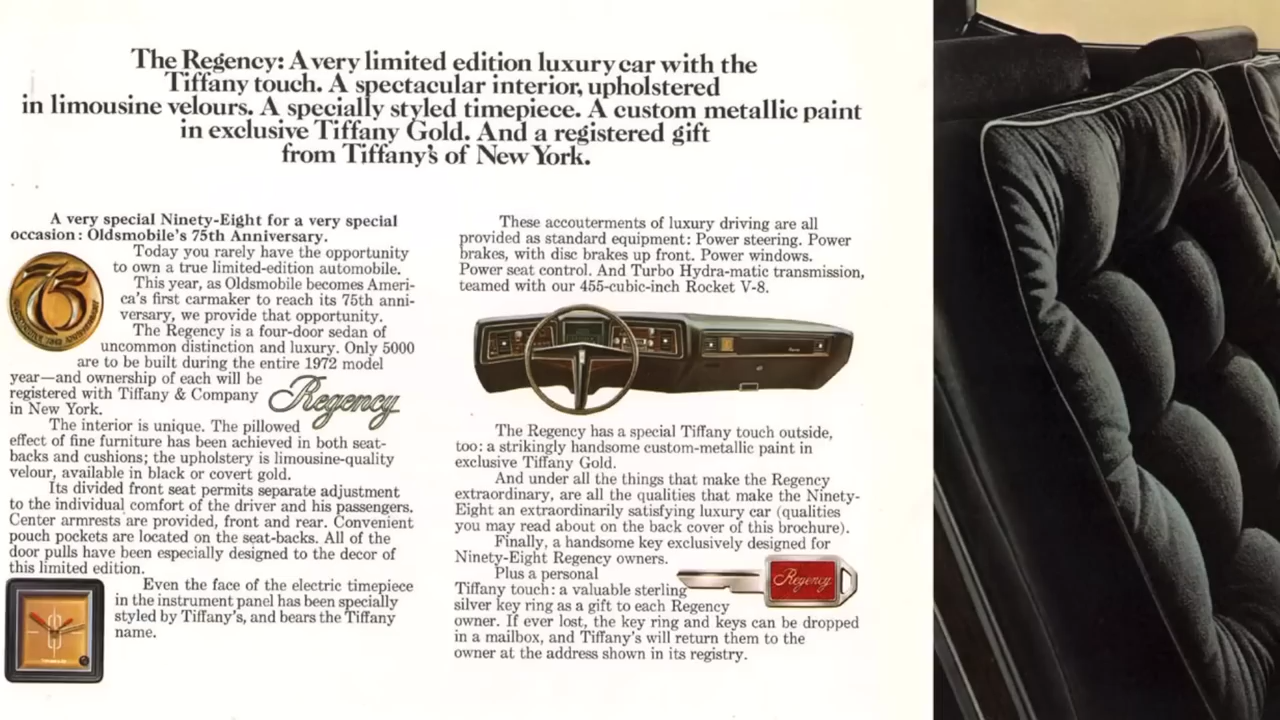 The Regency: A very limited edition luxury car with the
Tiffany touch. A spectacular interior, upholstered
in limousine velours. A specially styled timepiece. A custom metallic paint
in exclusive Tiffany Gold. And a registered gift
from Tiffany's of New York.
A very special Ninety-Eight for a very special
occasion: Oldsmobile's 75th Anniversary.
75
Today you rarely have the opportunity
to own a true limited-edition automobile.
This year, as Oldsmobile becomes Ameri-
ca's first carmaker to reach its 75th anni-
versary, we provide that opportunity.
The Regency is a four-door sedan of
uncommon distinction and luxury. Only 5000
are to be built during the entire 1972 model
year—and ownership of each will be
registered with Tiffany & Company
in New York.
Regency
The interior is unique. The pillowed
effect of fine furniture has been achieved in both seat-
backs and cushions; the upholstery is limousine-quality
velour, available in black or covert gold.
Its divided front seat permits separate adjustment
to the individual comfort of the driver and his passengers.
Center armrests are provided, front and rear. Convenient
pouch pockets are located on the seat-backs. All of the
door pulls have been especially designed to the decor of
this limited edition.
Even the face of the electric timepiece
in the instrument panel has been specially
styled by Tiffany's, and bears the Tiffany
name.
These accouterments of luxury driving are all
provided as standard equipment: Power steering. Power
brakes, with disc brakes up front. Power windows.
Power seat control. And Turbo Hydra-matic transmission,
teamed with our 455-cubic-inch Rocket V-8.
The Regency has a special Tiffany touch outside,
too: a strikingly handsome custom-metallic paint in
exclusive Tiffany Gold.
And under all the things that make the Regency
extraordinary, are all the qualities that make the Ninety-
Eight an extraordinarily satisfying luxury car (qualities
you may read about on the back cover of this brochure).
Finally, a handsome key exclusively designed for
Ninety-Eight Regency owners.
Plus a personal
Tiffany touch: a valuable sterling
silver key ring as a gift to each Regency
owner. If ever lost, the key ring and keys can be dropped
in a mailbox, and Tiffany's will return them to the
owner at the address shown in its registry.
Regency